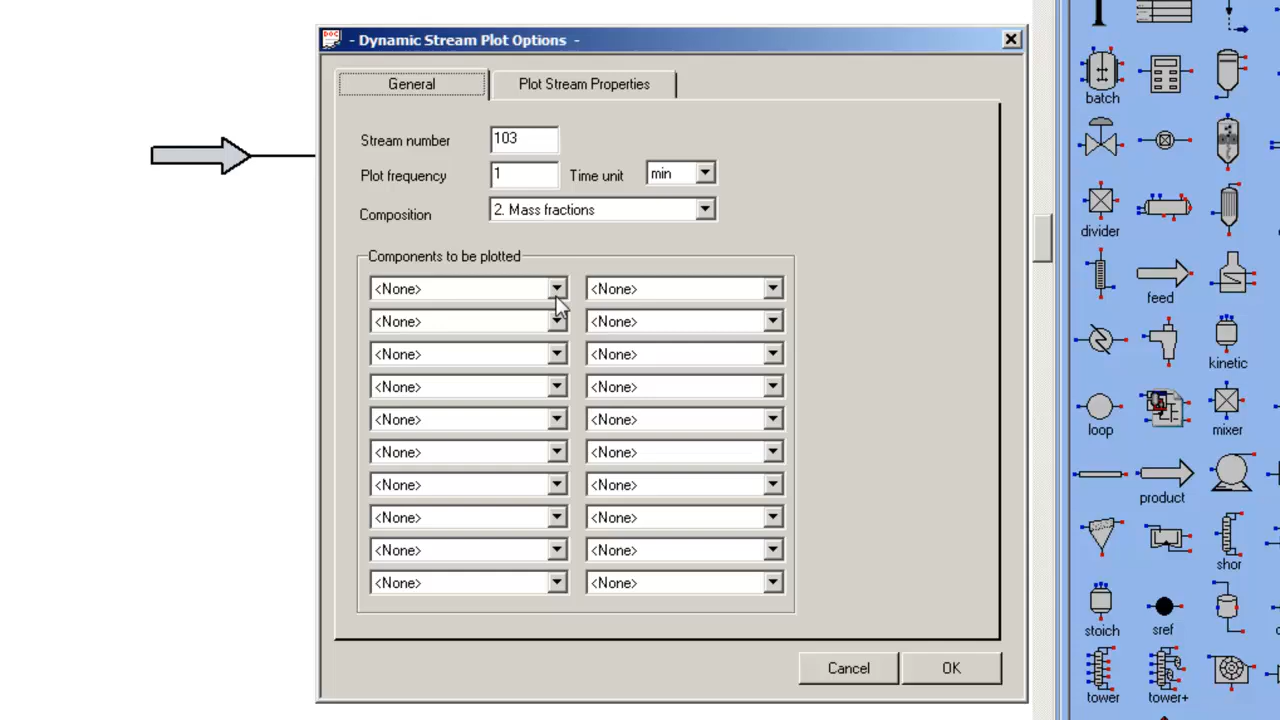 - Dynamic Stream Plot Options -
General
Plot Stream Properties
Stream number 103
Plot frequency 1 Time unit min
Composition 2. Mass fractions
Components to be plotted
<None> <None>
<None> <None>
<None> <None>
<None> <None>
<None> <None>
<None> <None>
<None> <None>
<None> <None>
<None> <None>
<None> <None>
Cancel OK
batch
divider
feed
kinetic
loop
mixer
product
shor
stoich
sref
tower
tower+